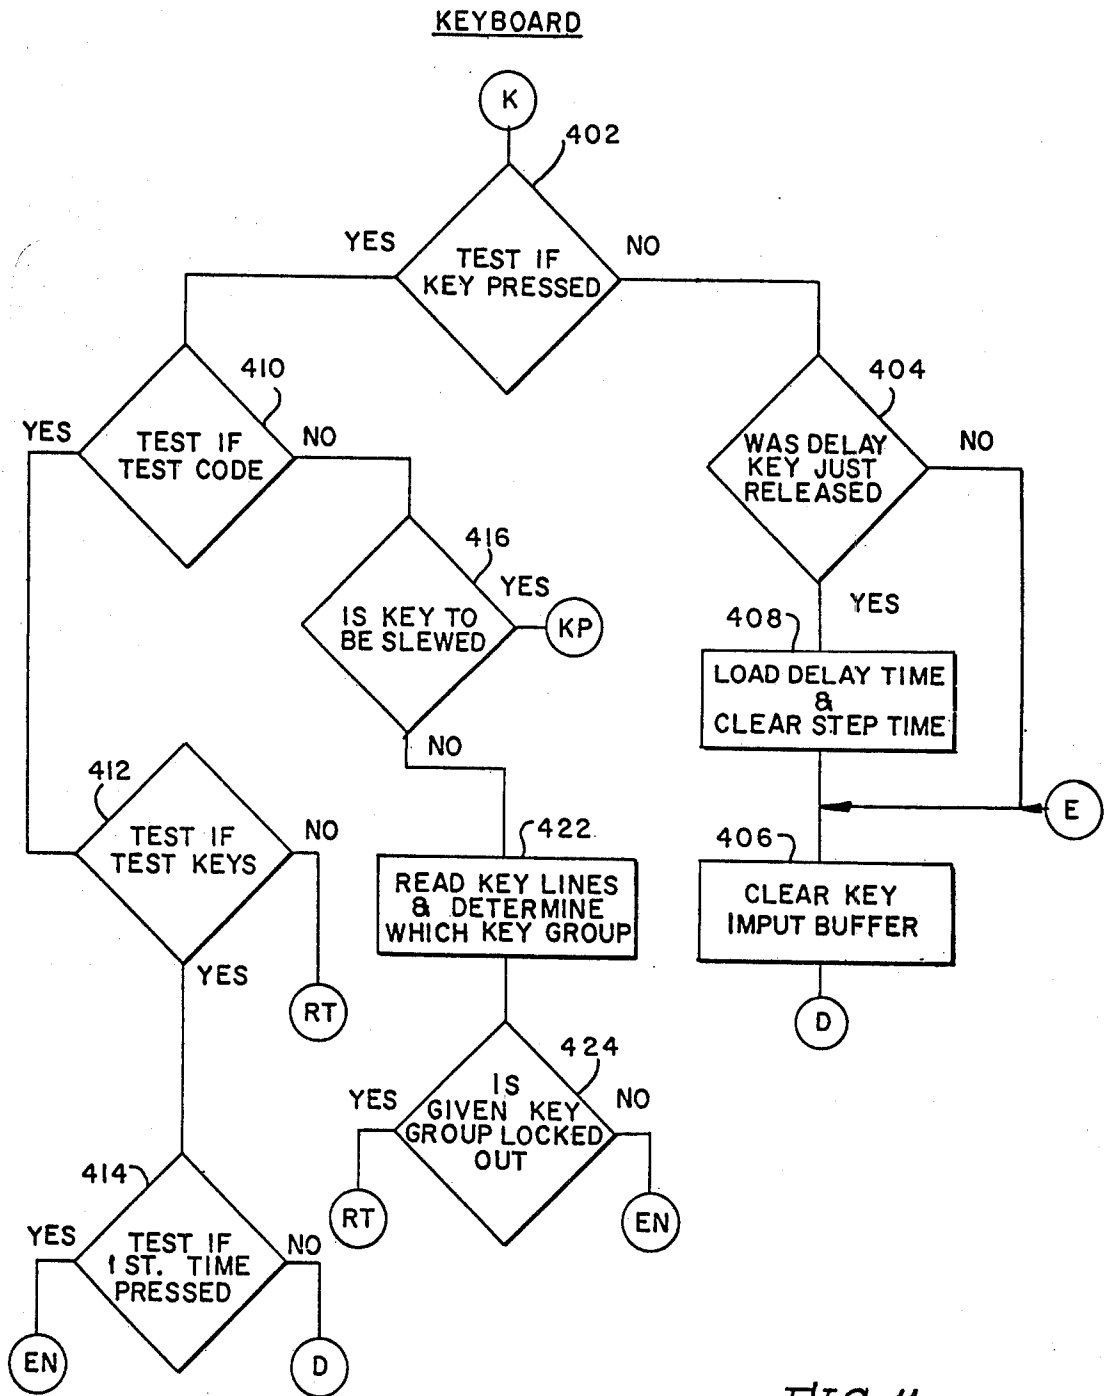 KEYBOARD
K
402
YES
NO
TEST IF
KEY PRESSED
410
404
YES
TEST IF
TEST CODE
NO
WAS DELAY
KEY JUST
RELEASED
NO
416
YES
IS KEY TO
BE SLEWED
KP
YES
408
LOAD DELAY TIME
&
CLEAR STEP TIME
NO
412
TEST IF
TEST KEYS
NO
E
422
406
READ KEY LINES
& DETERMINE
WHICH KEY GROUP
CLEAR KEY
IMPUT BUFFER
YES
RT
D
424
YES
IS
GIVEN KEY
GROUP LOCKED
OUT
NO
414
RT
EN
YES
TEST IF
1 ST. TIME
PRESSED
NO
EN
D